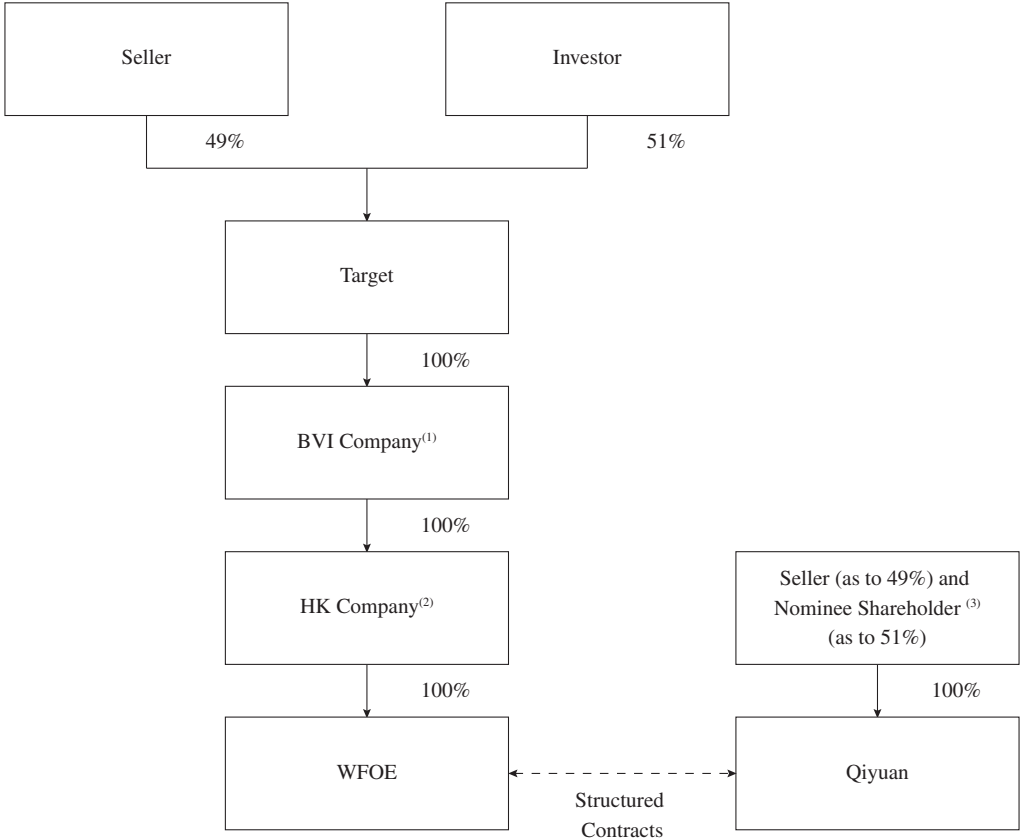 Seller
Investor
49%
51%
Target
100%
BVI Company(1)
100%
HK Company(2)
Seller (as to 49%) and
Nominee Shareholder (3)
(as to 51%)
100%
100%
WFOE
Qiyuan
Structured
Contracts